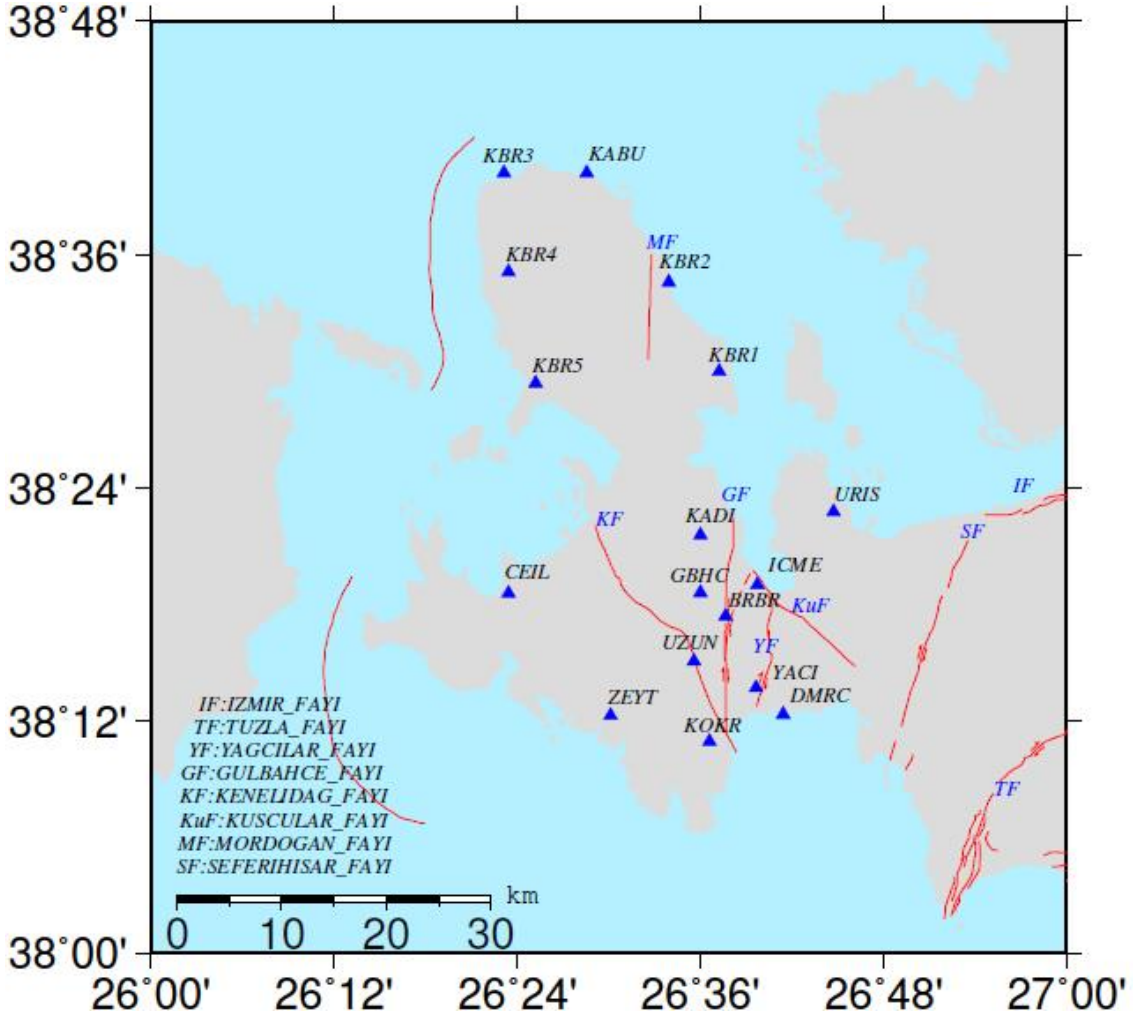 38°48'
KBR3 KABU
38°36'
MF
KBR4 KBR2
KBR5 KBR1
38°24'
IF
GF URIS
KF KADI SF
CEIL GBHC ICME
BRBR KuF
UZUN YF
YACI
ZEYT DMRC
38°12'
KOKR
IF:IZMIR_FAYI
TF:TUZLA_FAYI
YF:YAGCILAR_FAYI
GF:GULBAHCE_FAYI
TF
KF:KENELIDAG_FAYI
KuF:KUSCULAR_FAYI
MF:MORDOGAN_FAYI
SF:SEFERIHISAR_FAYI
km
0 10 20 30
38°00'
26°00' 26°12' 26°24' 26°36' 26°48' 27°00'